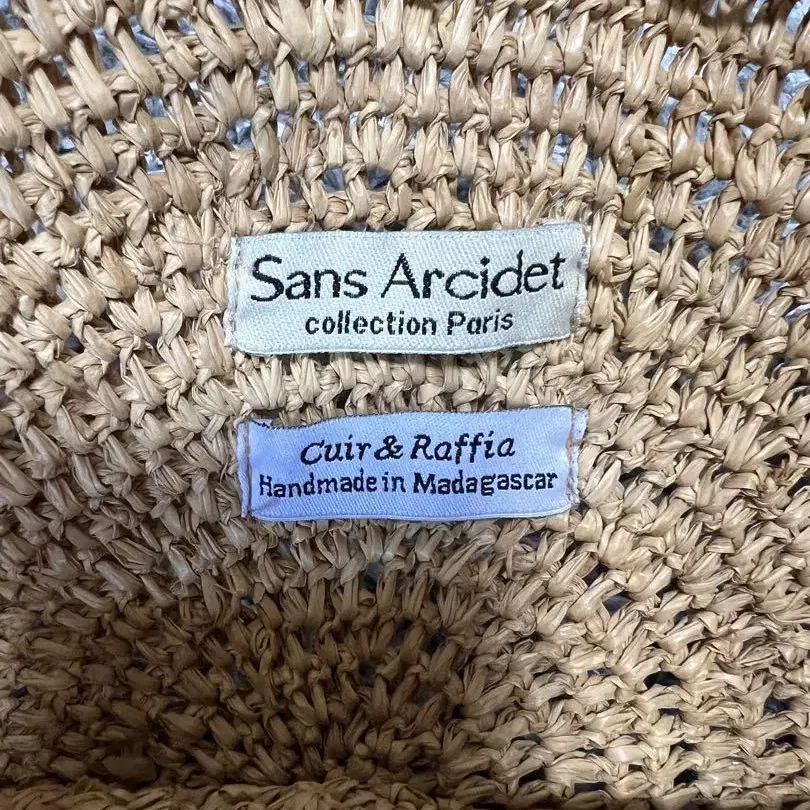 Sans Arcidet
collection Paris
Cuir & Raffia
Handmade in Madagascar